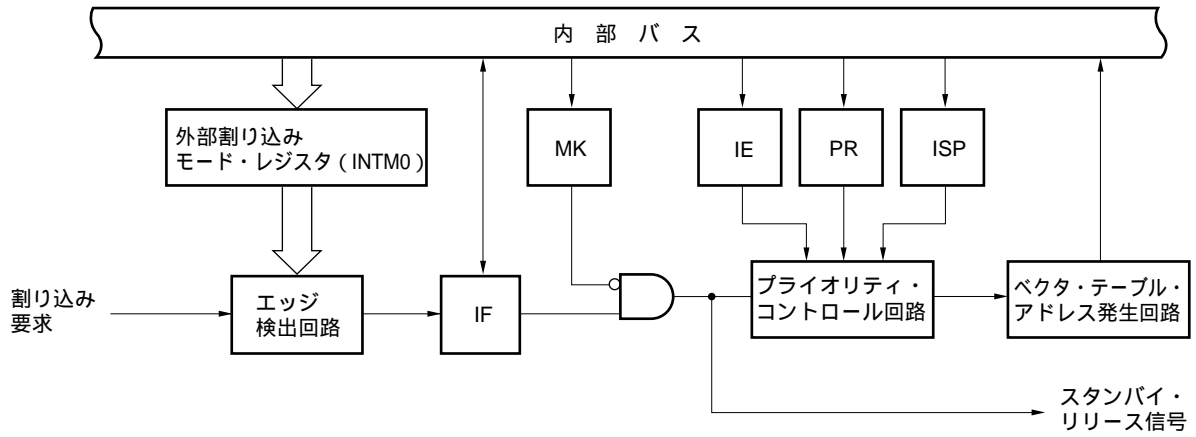 内部バス
外部割り込み
モード・レジスタ（INTM0）
MK
IE
PR
ISP
割り込み
要求
エッジ
検出回路
IF
プライオリティ・
コントロール回路
ベクタ・テーブル・
アドレス発生回路
スタンバイ・
リリース信号